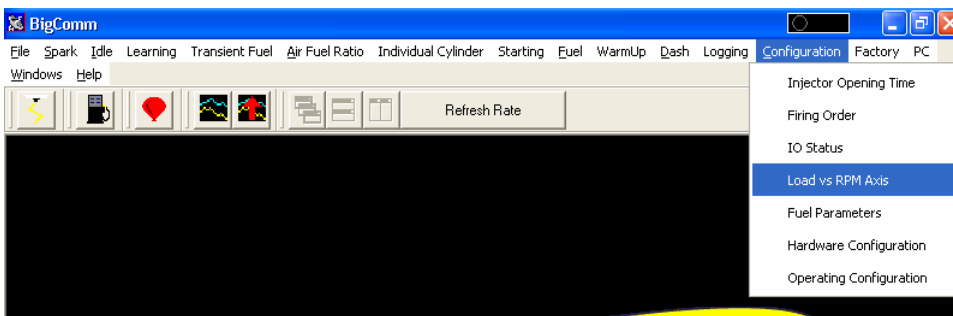 BigComm
File Spark Idle Learning Transient Fuel Air Fuel Ratio Individual Cylinder Starting Fuel WarmUp Dash Logging Configuration Factory PC
Windows Help
Refresh Rate
Injector Opening Time
Firing Order
IO Status
Load vs RPM Axis
Fuel Parameters
Hardware Configuration
Operating Configuration